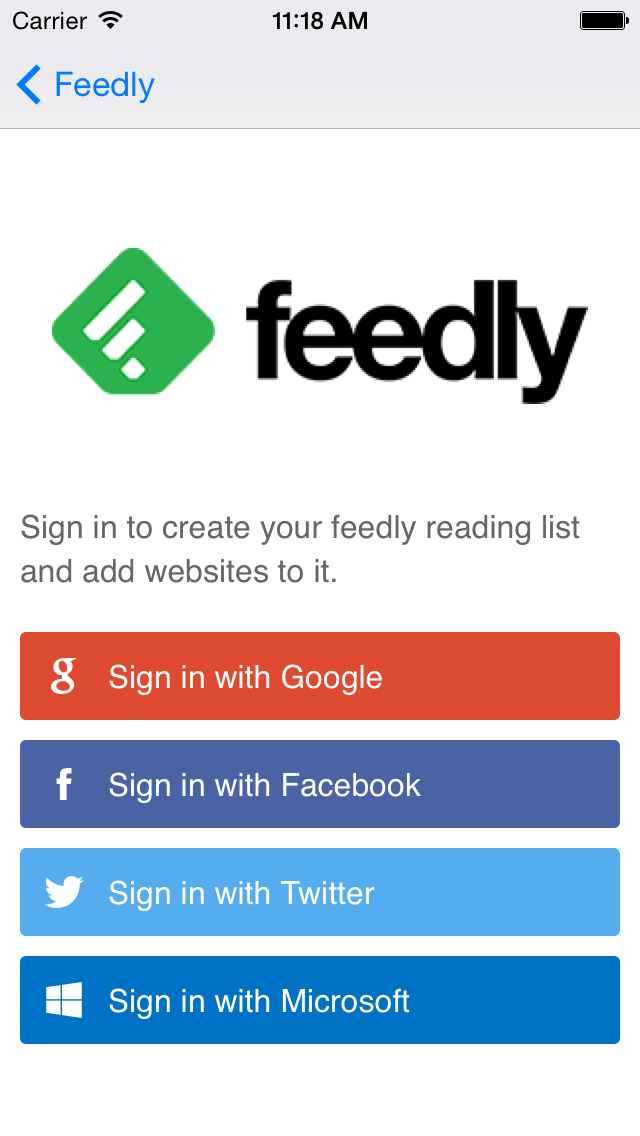 Carrier 11:18 AM
Feedly
feedly
Sign in to create your feedly reading list
and add websites to it.
Sign in with Google
Sign in with Facebook
Sign in with Twitter
Sign in with Microsoft